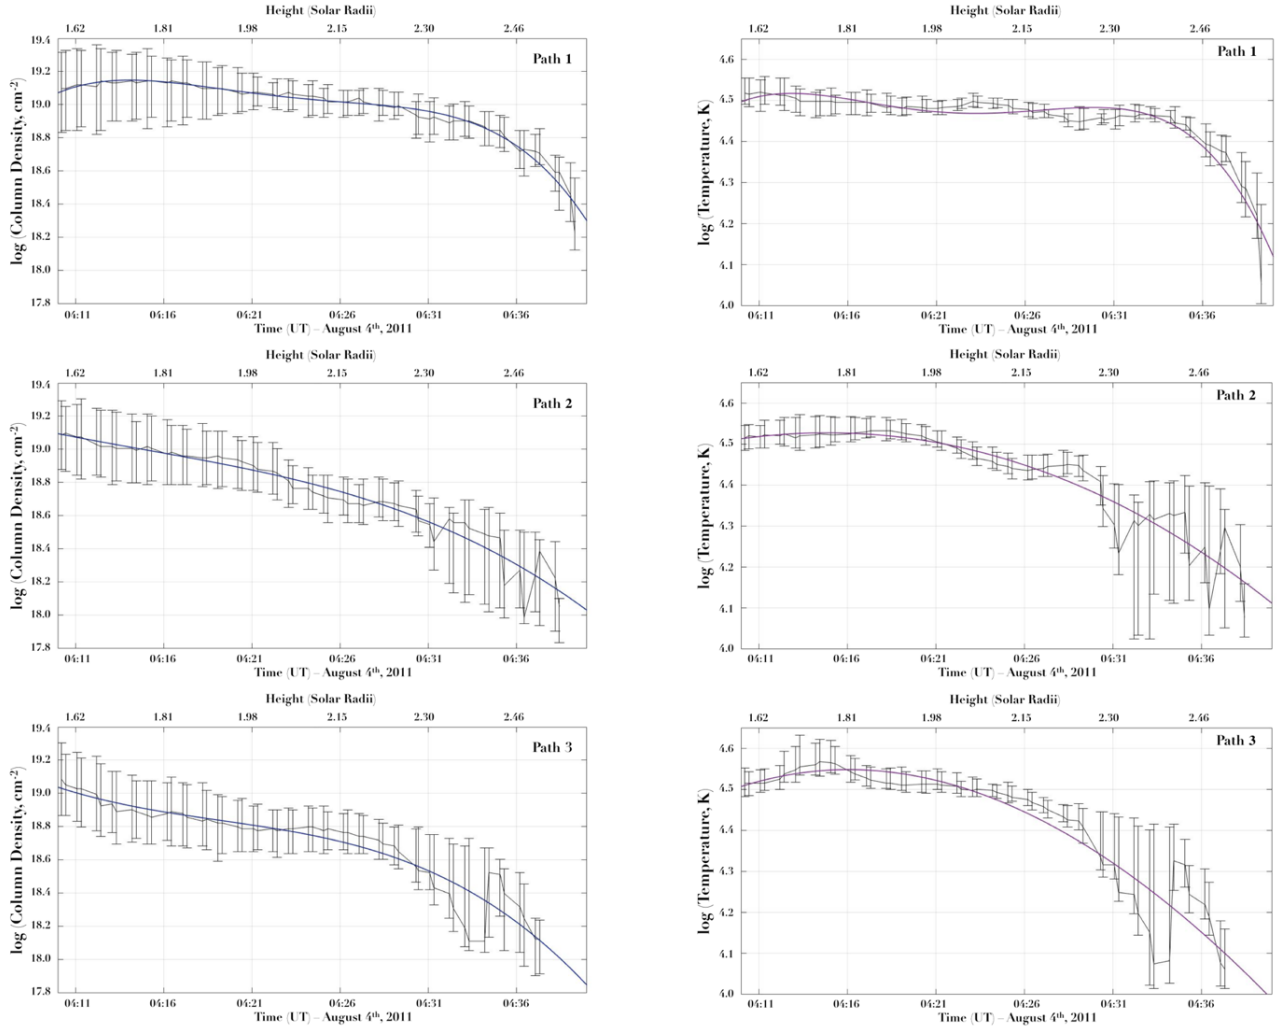 Height (Solar Radii)
1.62 1.81 1.98 2.15 2.30 2.46
Path 1
log (Column Density, cm-2)
19.4
19.2
19.0
18.8
18.6
18.4
18.2
18.0
17.8
04:11 04:16 04:21 04:26 04:31 04:36
Time (UT) – August 4th, 2011
Height (Solar Radii)
1.62 1.81 1.98 2.15 2.30 2.46
Path 1
log (Temperature, K)
4.6
4.5
4.4
4.3
4.2
4.1
4.0
04:11 04:16 04:21 04:26 04:31 04:36
Time (UT) – August 4th, 2011
Height (Solar Radii)
1.62 1.81 1.98 2.15 2.30 2.46
Path 2
log (Column Density, cm-2)
19.4
19.2
19.0
18.8
18.6
18.4
18.2
18.0
17.8
04:11 04:16 04:21 04:26 04:31 04:36
Time (UT) – August 4th, 2011
Height (Solar Radii)
1.62 1.81 1.98 2.15 2.30 2.46
Path 2
log (Temperature, K)
4.6
4.5
4.4
4.3
4.2
4.1
4.0
04:11 04:16 04:21 04:26 04:31 04:36
Time (UT) – August 4th, 2011
Height (Solar Radii)
1.62 1.81 1.98 2.15 2.30 2.46
Path 3
log (Column Density, cm-2)
19.4
19.2
19.0
18.8
18.6
18.4
18.2
18.0
17.8
04:11 04:16 04:21 04:26 04:31 04:36
Time (UT) – August 4th, 2011
Height (Solar Radii)
1.62 1.81 1.98 2.15 2.30 2.46
Path 3
log (Temperature, K)
4.6
4.5
4.4
4.3
4.2
4.1
4.0
04:11 04:16 04:21 04:26 04:31 04:36
Time (UT) – August 4th, 2011